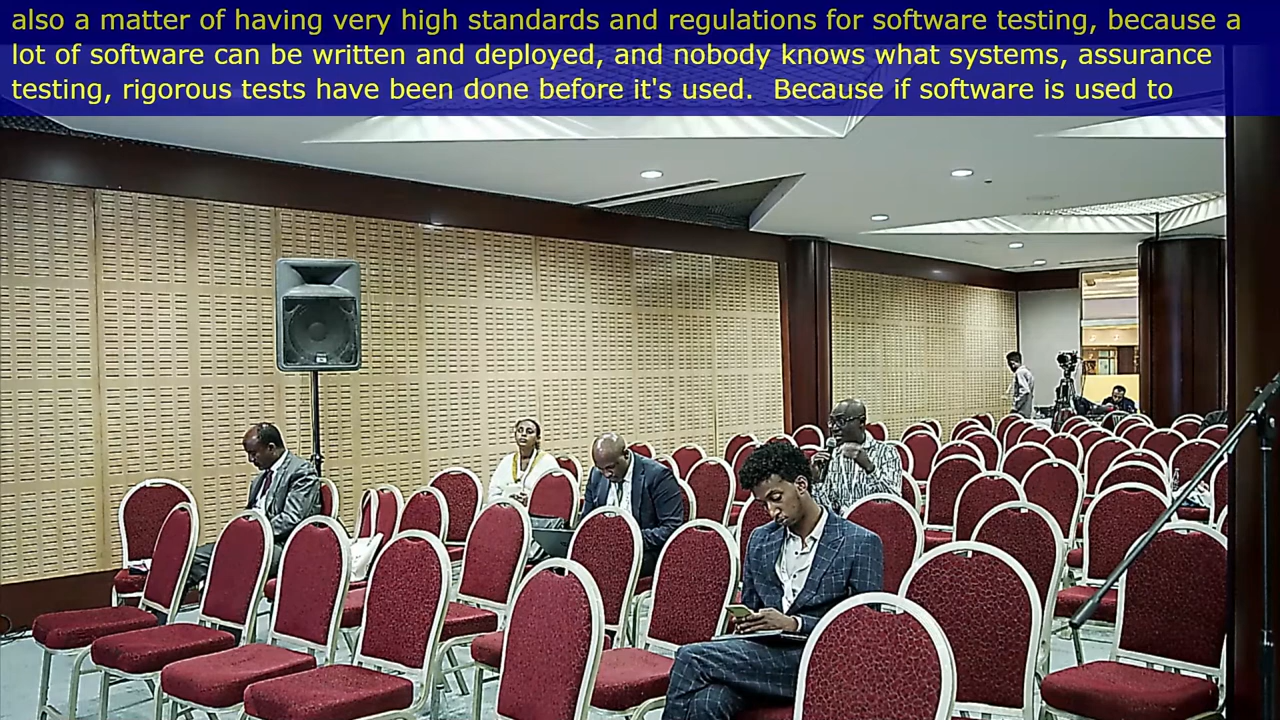 also a matter of having very high standards and regulations for software testing, because a
lot of software can be written and deployed, and nobody knows what systems, assurance
testing, rigorous tests have been done before it's used.  Because if software is used to